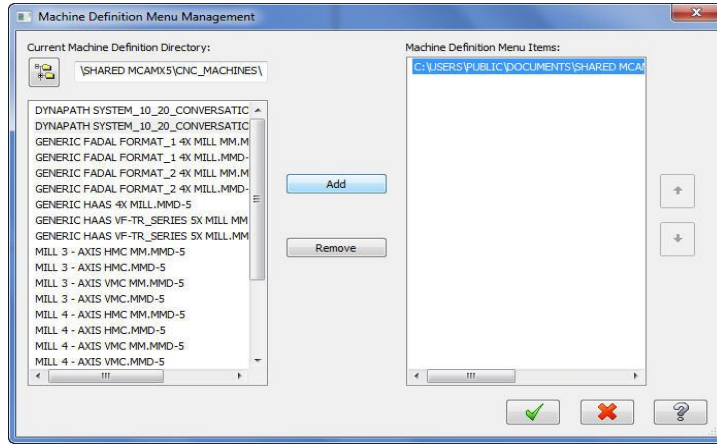 Machine Definition Menu Management
Current Machine Definition Directory:
\SHARED MCAMX5\CNC_MACHINES\
DYNAPATH SYSTEM_10_20_CONVERSATIC
DYNAPATH SYSTEM_10_20_CONVERSATIC
GENERIC FADAL FORMAT_1 4X MILL MM.M
GENERIC FADAL FORMAT_1 4X MILL.MMD-
GENERIC FADAL FORMAT_2 4X MILL MM.M
GENERIC FADAL FORMAT_2 4X MILL.MMD-
GENERIC HAAS 4X MILL.MMD-5
GENERIC HAAS VF-TR_SERIES 5X MILL MM
GENERIC HAAS VF-TR_SERIES 5X MILL.MM
MILL 3 - AXIS HMC MM.MMD-5
MILL 3 - AXIS HMC.MMD-5
MILL 3 - AXIS VMC MM.MMD-5
MILL 3 - AXIS VMC.MMD-5
MILL 4 - AXIS HMC MM.MMD-5
MILL 4 - AXIS HMC.MMD-5
MILL 4 - AXIS VMC MM.MMD-5
MILL 4 - AXIS VMC.MMD-5
Add
Remove
Machine Definition Menu Items:
C:\USERS\PUBLIC\DOCUMENTS\SHARED MCAM